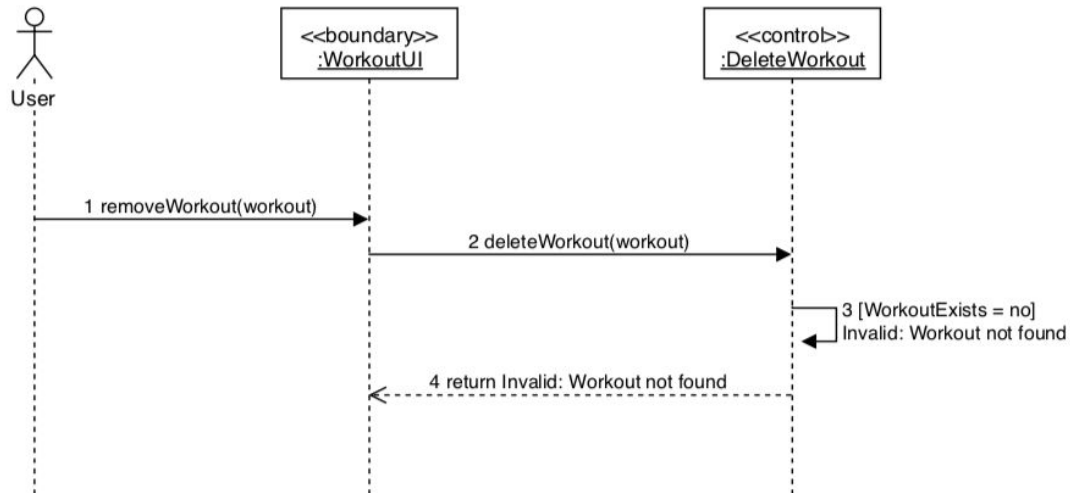 <<boundary>>
:WorkoutUI
<<control>>
:DeleteWorkout
User
1 removeWorkout(workout)
2 deleteWorkout(workout)
3 [WorkoutExists = no]
Invalid: Workout not found
4 return Invalid: Workout not found